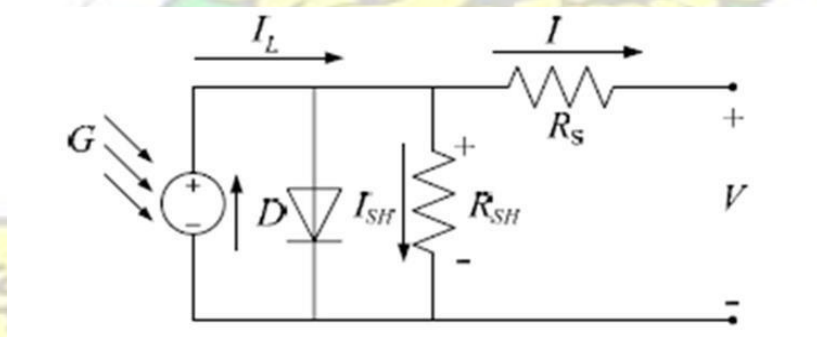 I_L I
G + R_S +
+
− D I_SH R_SH V
-
-